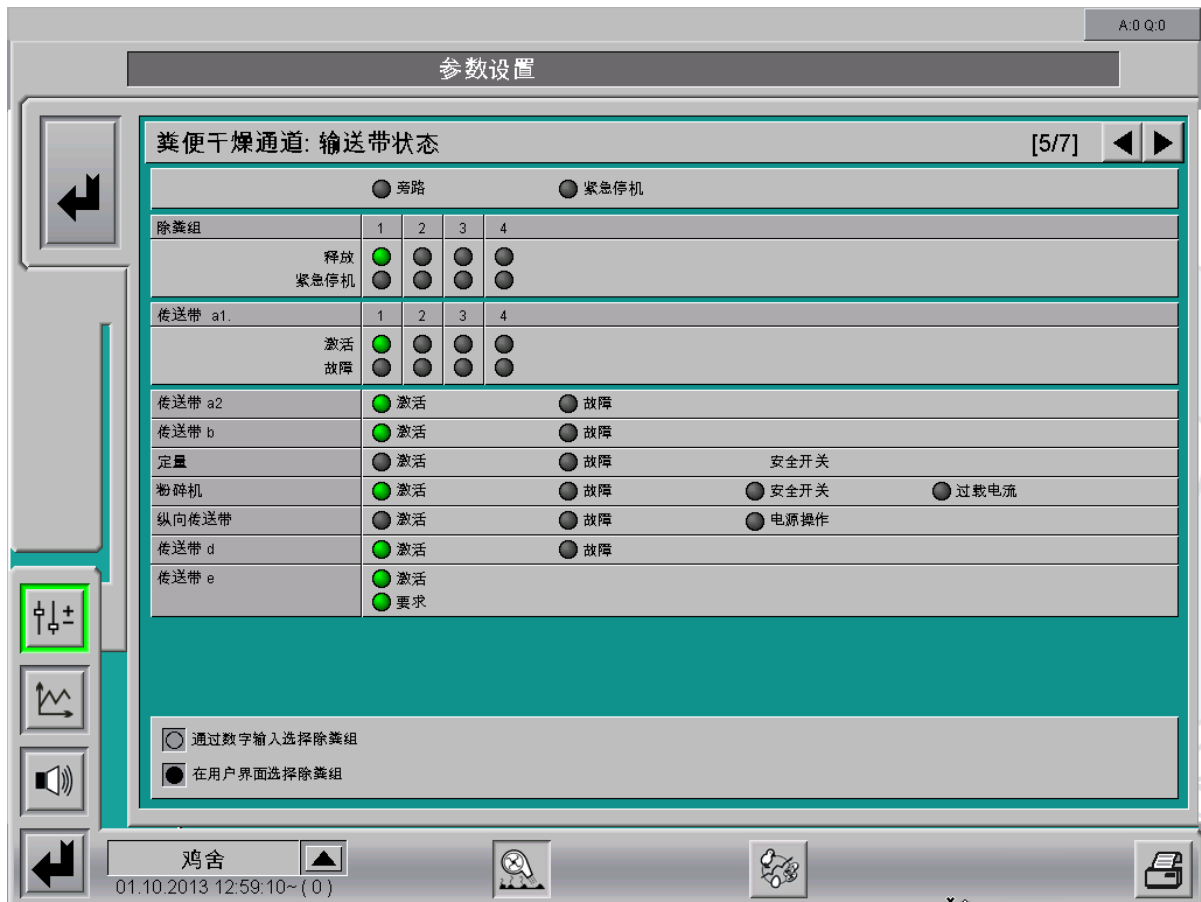 A:0 Q:0
参数设置
粪便干燥通道: 输送带状态 [5/7]
旁路 紧急停机
除粪组 1 2 3 4
释放
紧急停机
传送带 a1. 1 2 3 4
激活
故障
传送带 a2 激活 故障
传送带 b 激活 故障
定量 激活 故障 安全开关
粉碎机 激活 故障 安全开关 过载电流
纵向传送带 激活 故障 电源操作
传送带 d 激活 故障
传送带 e 激活
要求
通过数字输入选择除粪组
在用户界面选择除粪组
鸡舍
01.10.2013 12:59:10~ ( 0 )